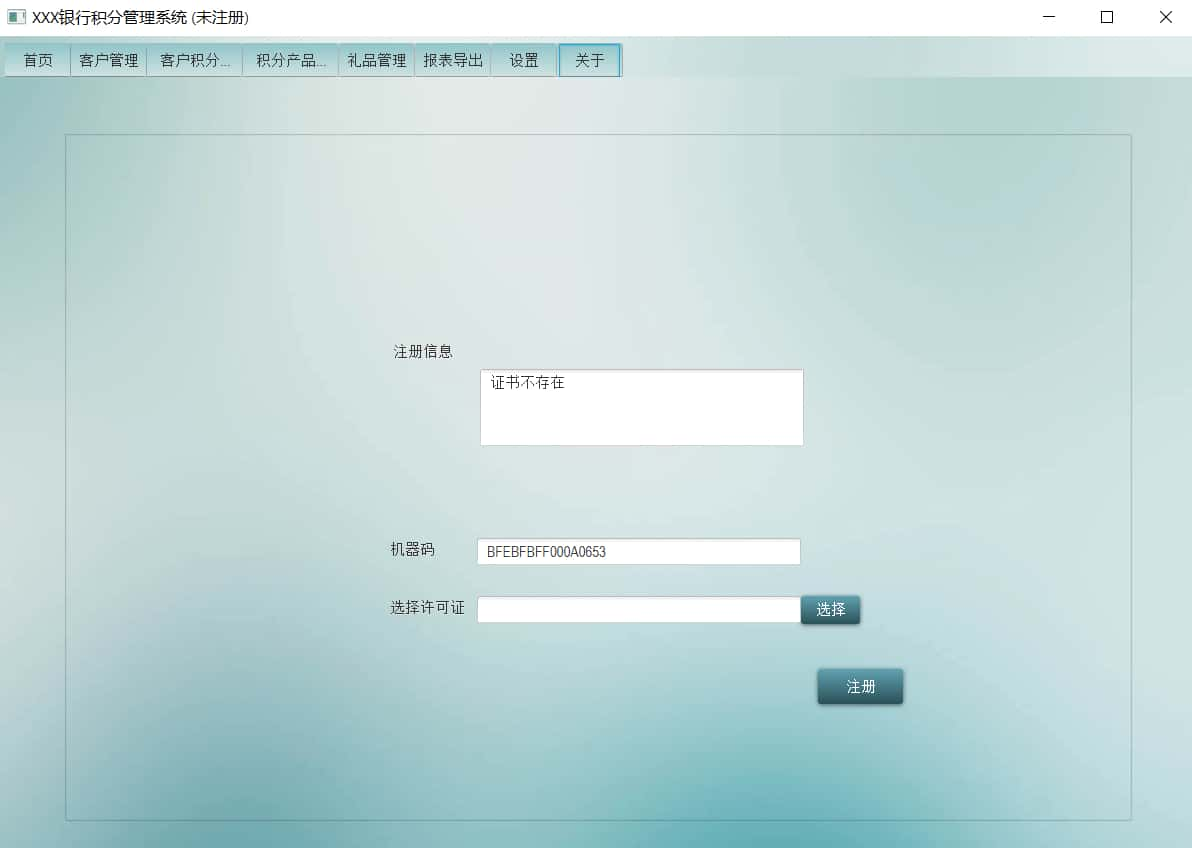 XXX银行积分管理系统 (未注册)
首页 客户管理 客户积分... 积分产品... 礼品管理 报表导出 设置 关于
注册信息
证书不存在
机器码 BFEBFBFF000A0653
选择许可证 选择
注册